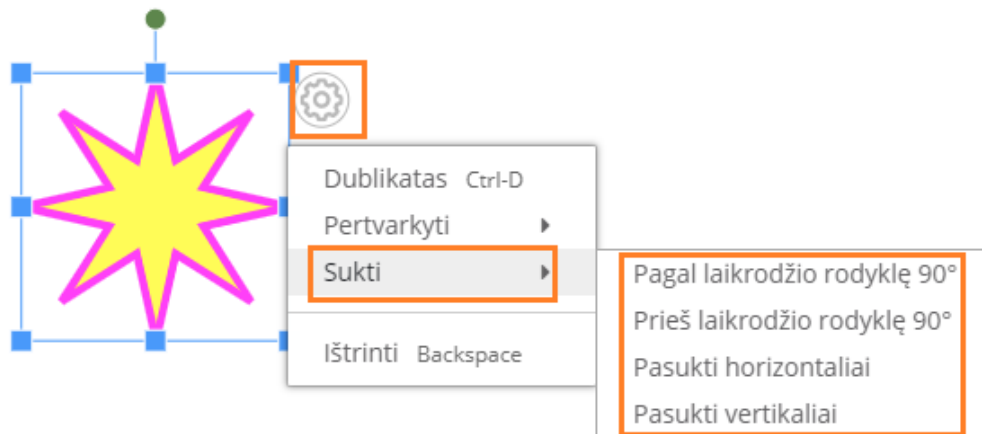 Dublikatas Ctrl-D
Pertvarkyti
Sukti
Ištrinti Backspace
Pagal laikrodžio rodyklę 90°
Prieš laikrodžio rodyklę 90°
Pasukti horizontaliai
Pasukti vertikaliai